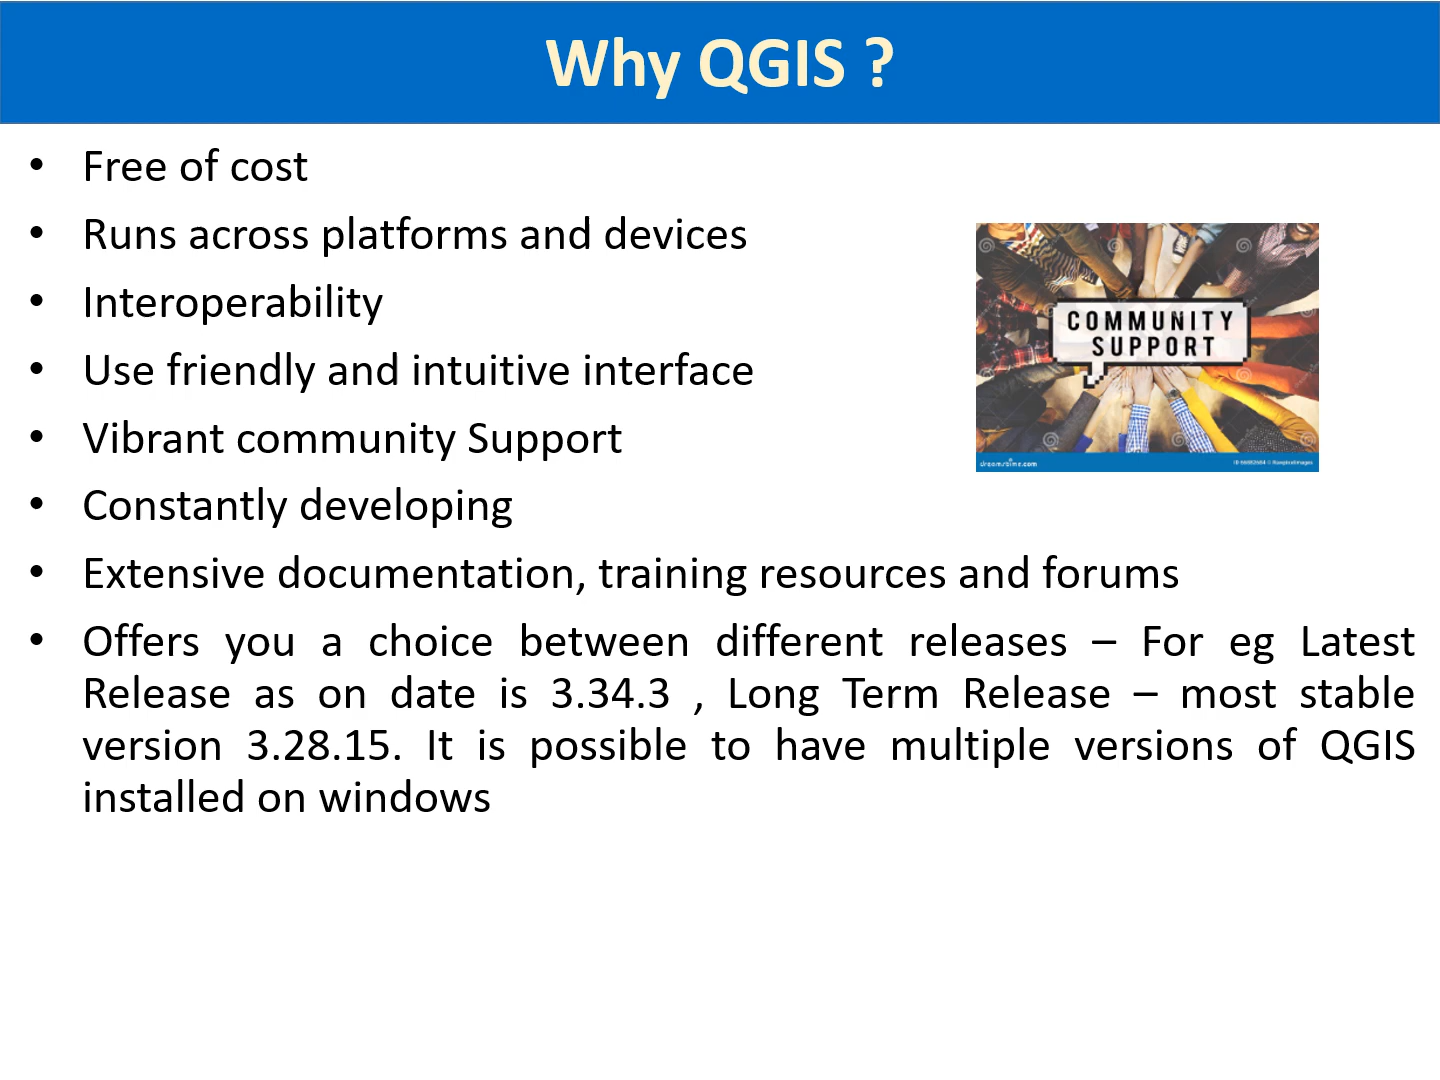 Why QGIS ?
• Free of cost
• Runs across platforms and devices
• Interoperability
• Use friendly and intuitive interface
• Vibrant community Support
• Constantly developing
• Extensive documentation, training resources and forums
• Offers you a choice between different releases – For eg Latest
Release as on date is 3.34.3 , Long Term Release – most stable
version 3.28.15. It is possible to have multiple versions of QGIS
installed on windows
COMMUNITY
SUPPORT
dreamstime.com